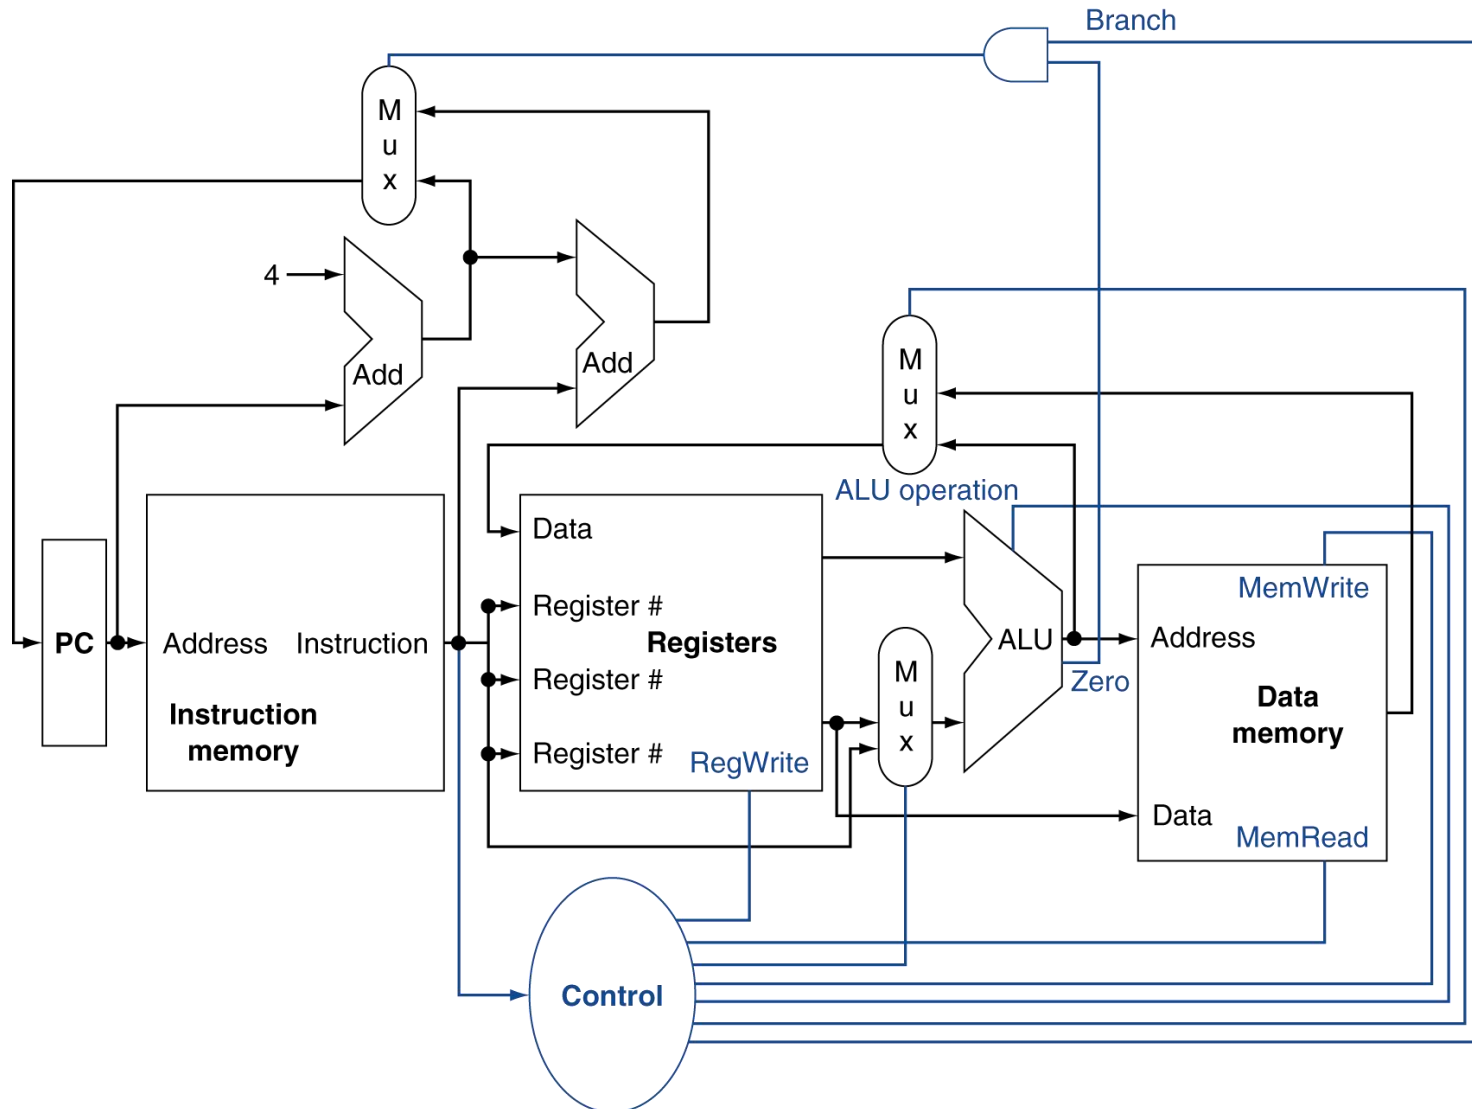 Branch
M
u
x
4
Add
Add
M
u
x
ALU operation
Data
Register #
Registers
Register #
Register #
RegWrite
PC
Address
Instruction
Instruction
memory
M
u
x
ALU
Zero
MemWrite
Address
Data
memory
Data
MemRead
Control